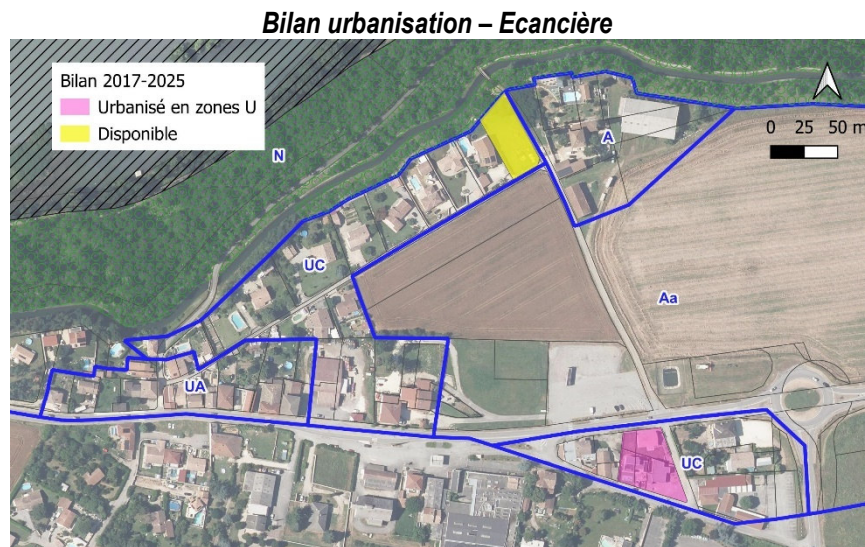 Bilan urbanisation – Ecancière
Bilan 2017-2025
Urbanisé en zones U
Disponible
N
A
0 25 50 m
UC
Aa
UA
UC